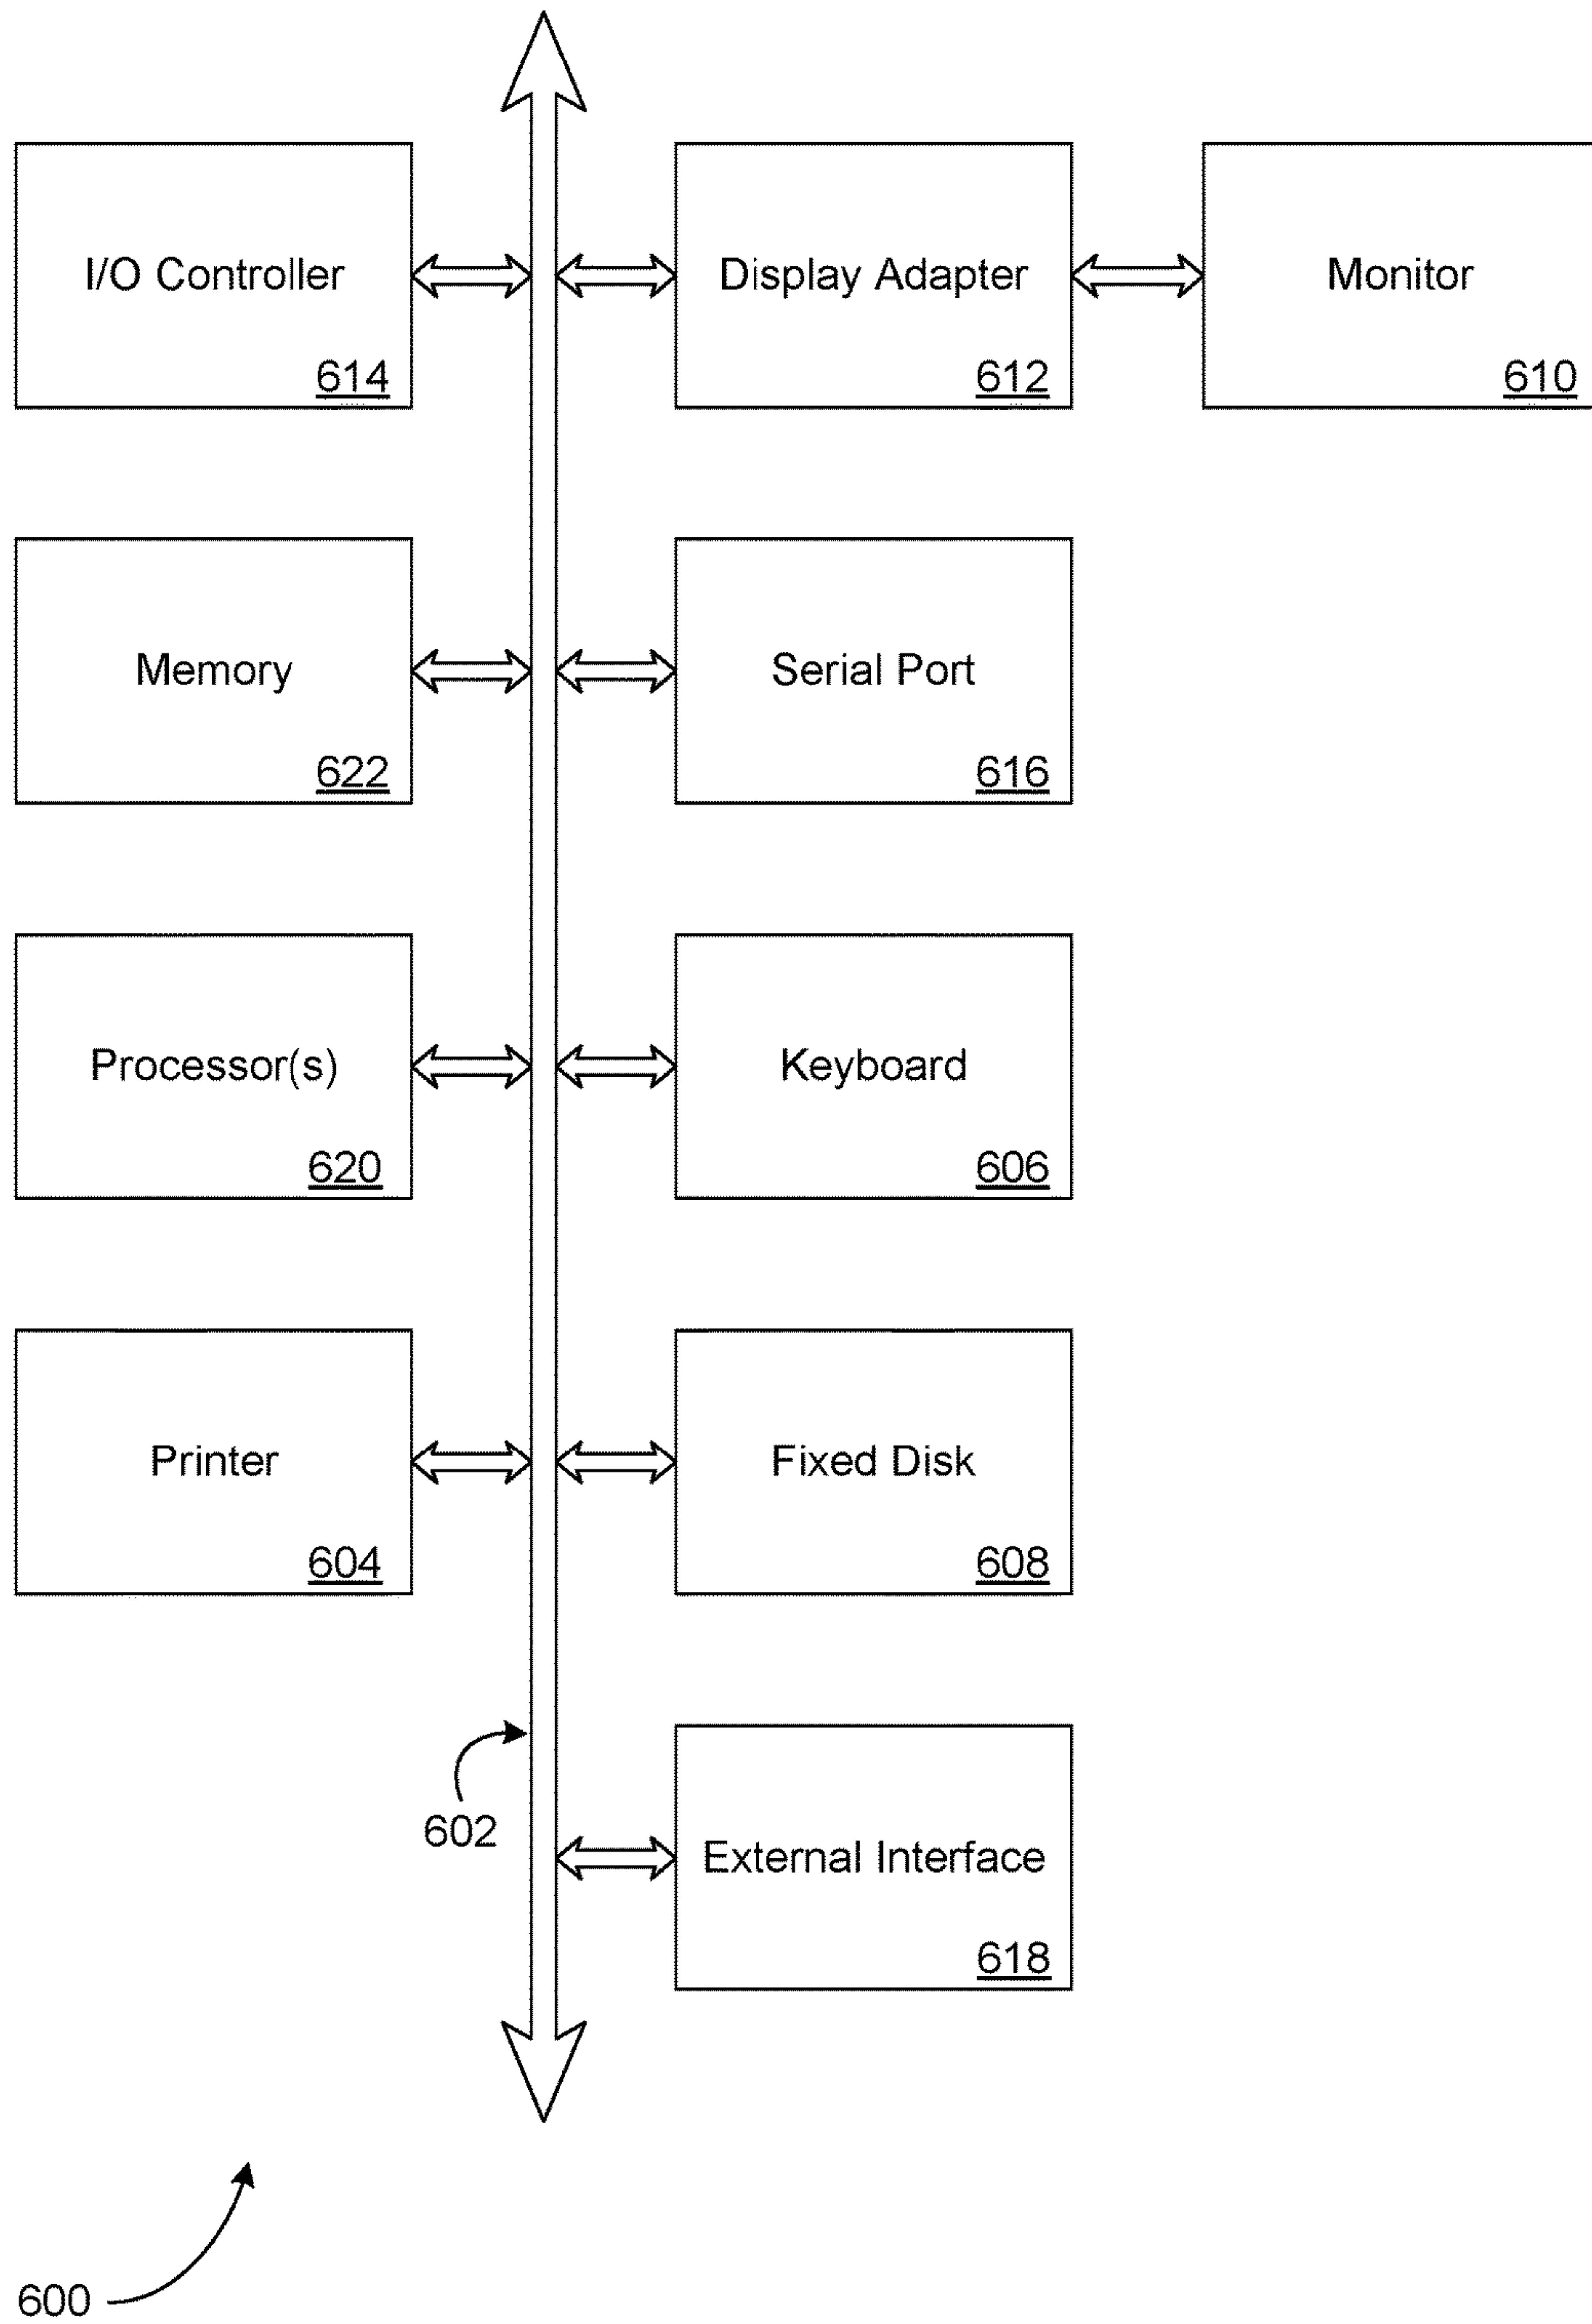 I/O Controller
614
Display Adapter
612
Monitor
610
Memory
622
Serial Port
616
Processor(s)
620
Keyboard
606
Printer
604
Fixed Disk
608
602
External Interface
618
600